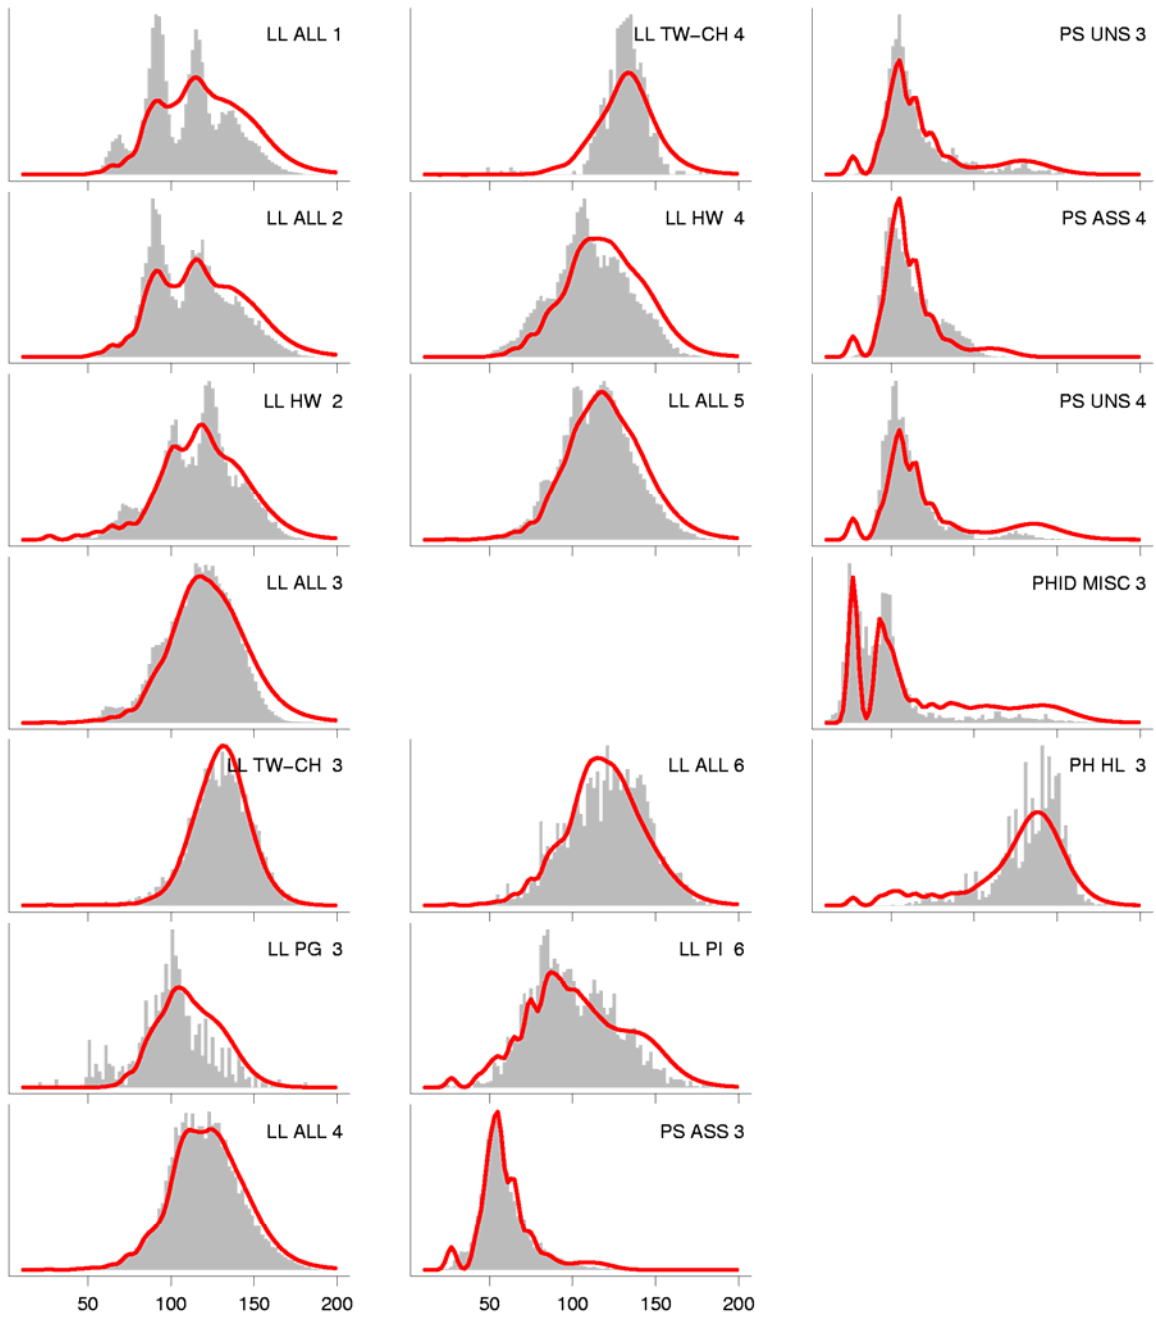 LL ALL 1
LL TW−CH 4
PS UNS 3
LL ALL 2
LL HW 4
PS ASS 4
LL HW 2
LL ALL 5
PS UNS 4
LL ALL 3
PHID MISC 3
LL TW−CH 3
LL ALL 6
PH HL 3
LL PG 3
LL PI 6
LL ALL 4
PS ASS 3
50 100 150 200
50 100 150 200